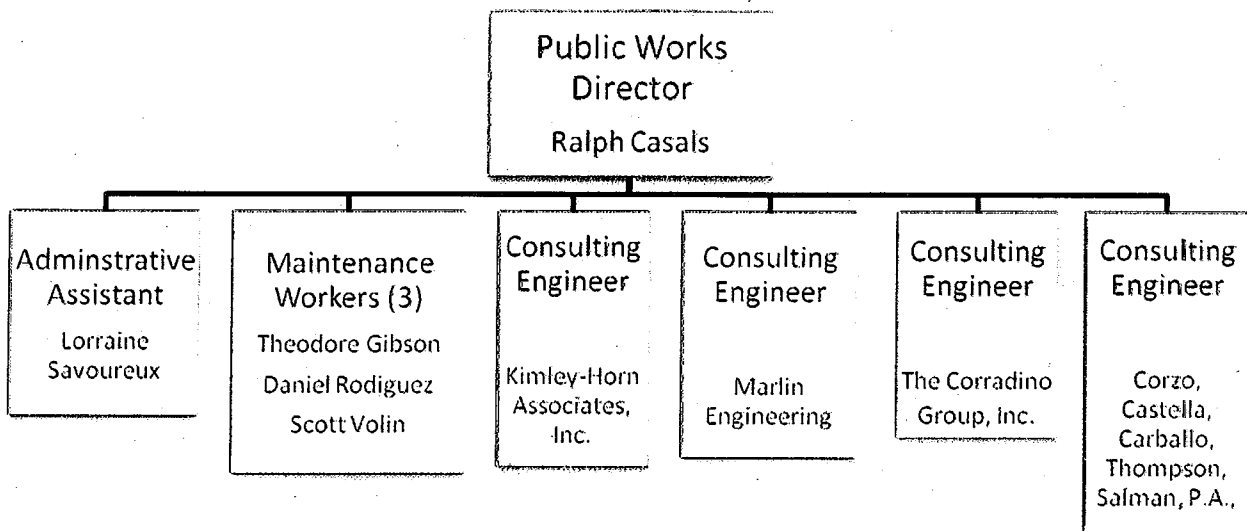 Public Works
Director
Ralph Casals
Adminstrative
Assistant
Lorraine
Savoureux
Maintenance
Workers (3)
Theodore Gibson
Daniel Rodiguez
Scott Volin
Consulting
Engineer
Kimley-Horn
Associates,
Inc.
Consulting
Engineer
Marlin
Engineering
Consulting
Engineer
The Corradino
Group, Inc.
Consulting
Engineer
Corzo,
Castella,
Carballo,
Thompson,
Salman, P.A.,